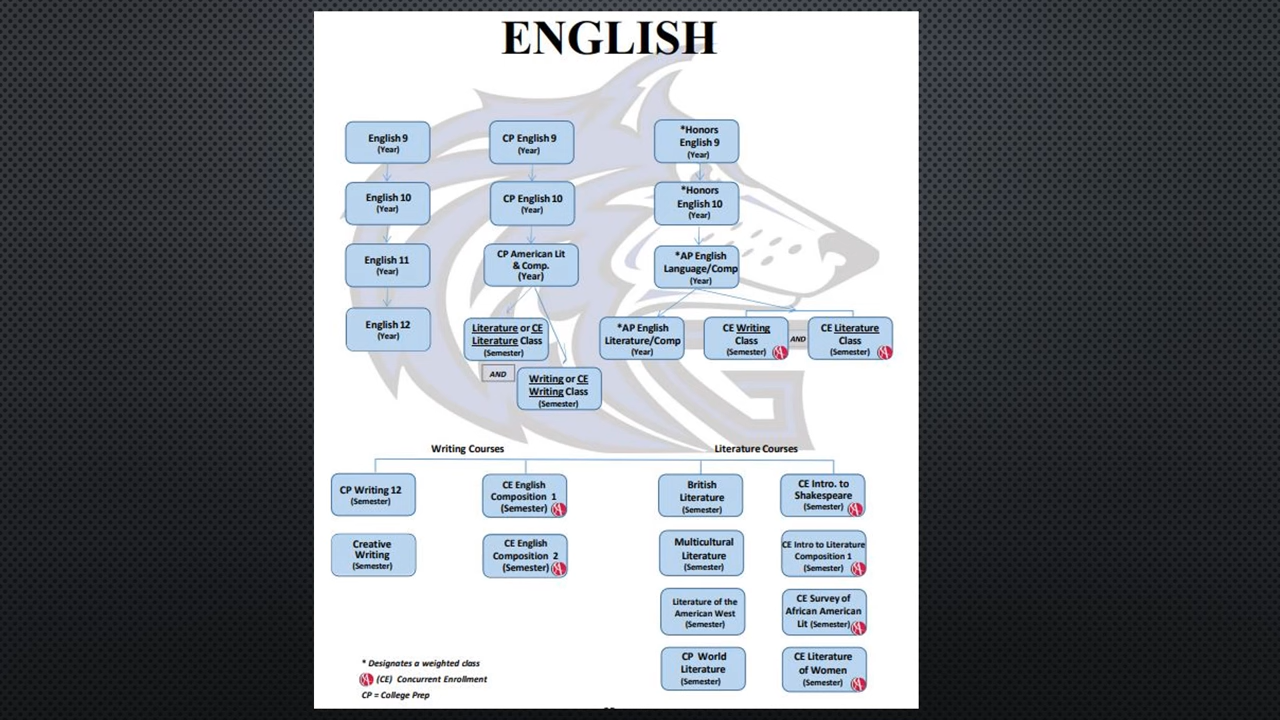 ENGLISH
English 9
(Year)
CP English 9
(Year)
*Honors
English 9
(Year)
English 10
(Year)
CP English 10
(Year)
*Honors
English 10
(Year)
English 11
(Year)
CP American Lit
& Comp.
(Year)
*AP English
Language/Comp
(Year)
English 12
(Year)
Literature or CE
Literature Class
(Semester)
AND
Writing or CE
Writing Class
(Semester)
*AP English
Literature/Comp
(Year)
CE Writing
Class
(Semester)
AND
CE Literature
Class
(Semester)
Writing Courses
Literature Courses
CP Writing 12
(Semester)
CE English
Composition 1
(Semester)
British
Literature
(Semester)
CE Intro. to
Shakespeare
(Semester)
Creative
Writing
(Semester)
CE English
Composition 2
(Semester)
Multicultural
Literature
(Semester)
CE Intro to Literature
Composition 1
(Semester)
Literature of the
American West
(Semester)
CE Survey of
African American
Lit (Semester)
CP World
Literature
(Semester)
CE Literature
of Women
(Semester)
* Designates a weighted class
(CE) Concurrent Enrollment
CP = College Prep